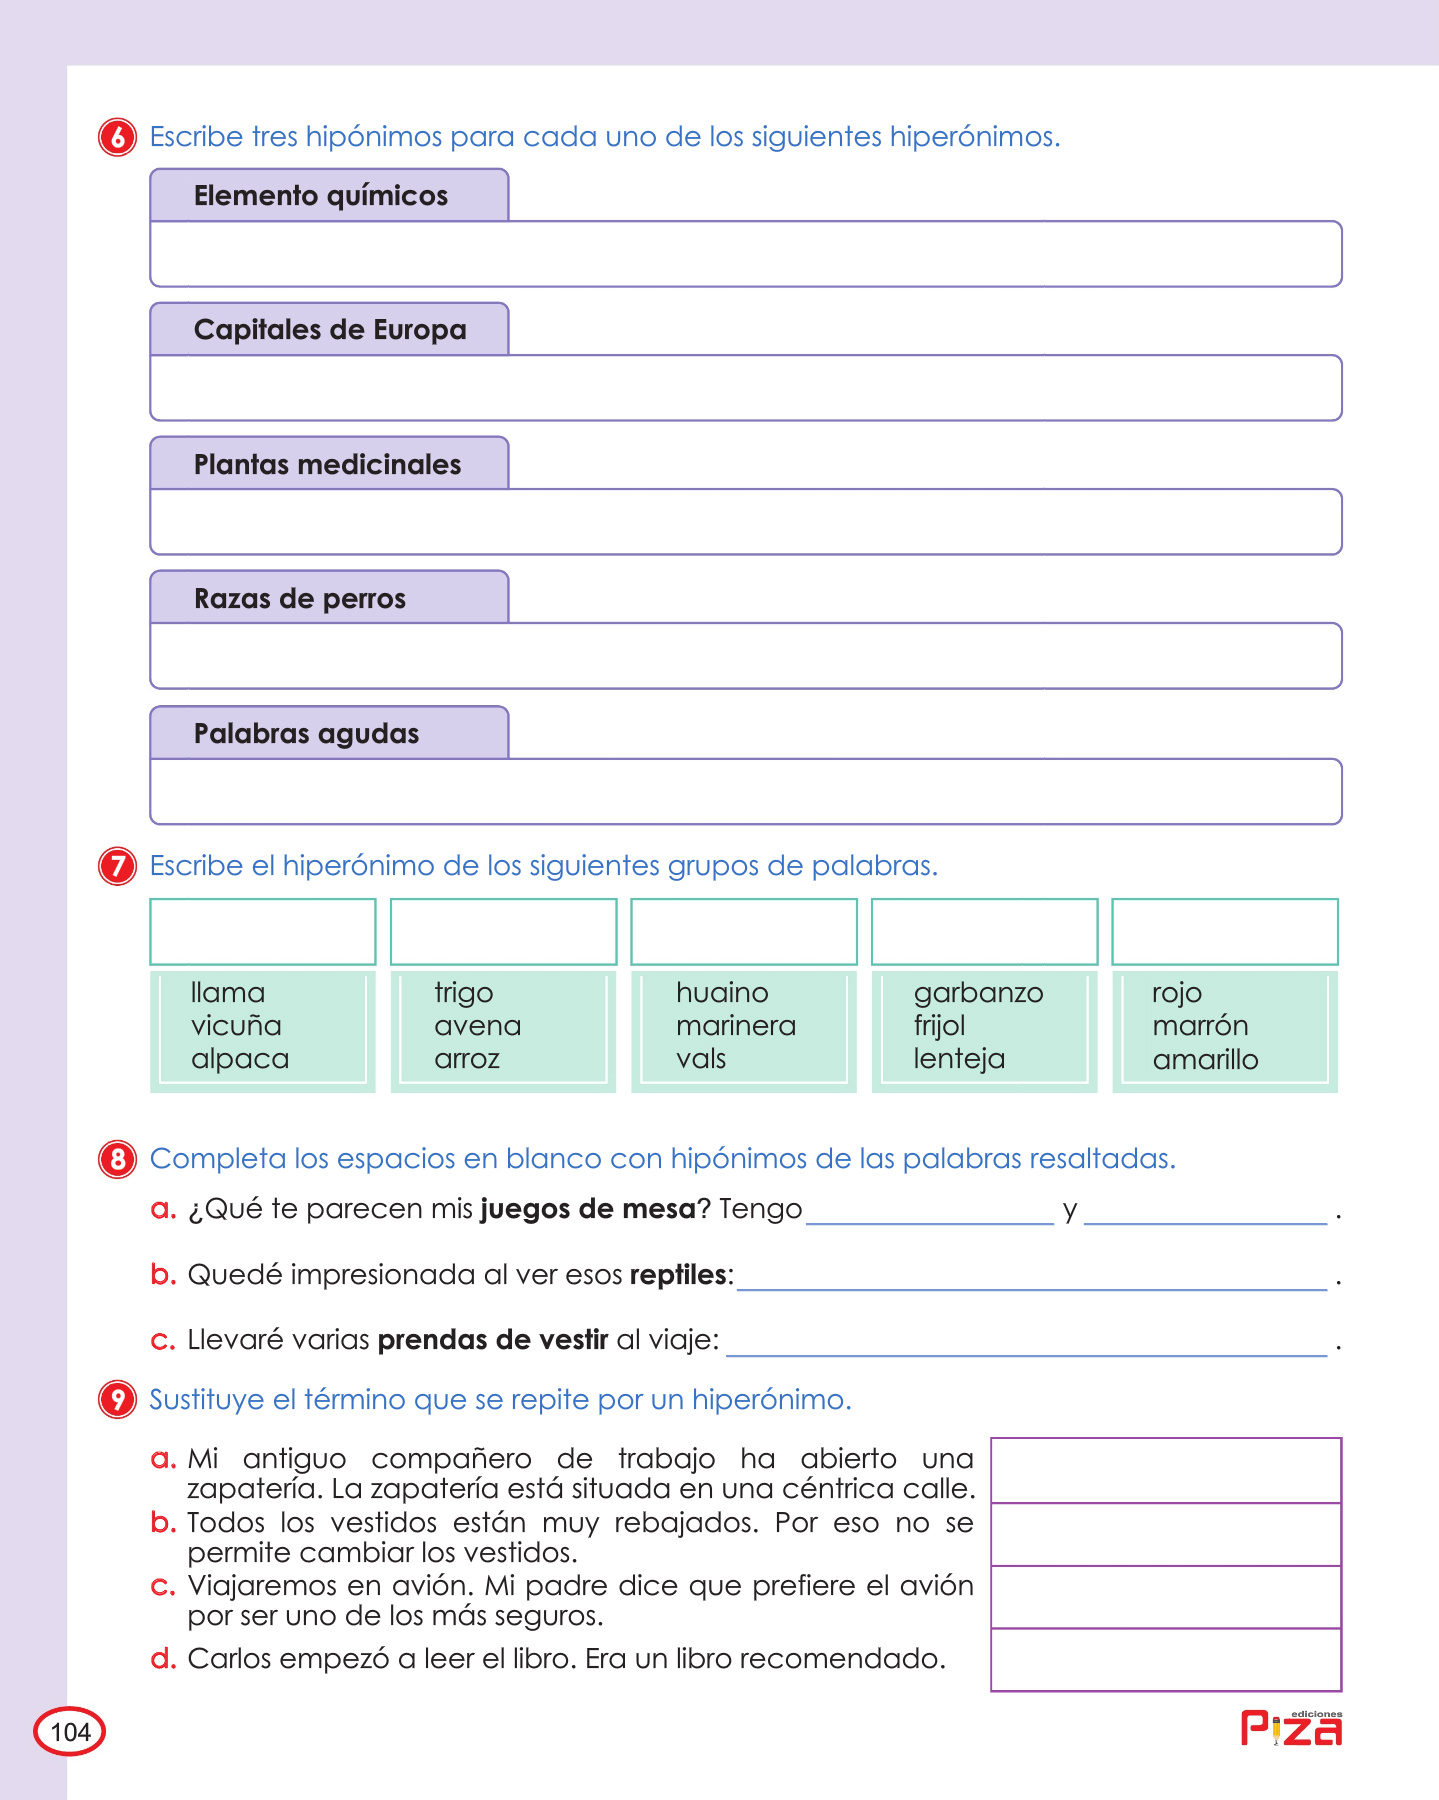 6 Escribe tres hipónimos para cada uno de los siguientes hiperónimos.
Elemento químicos
Capitales de Europa
Plantas medicinales
Razas de perros
Palabras agudas
7 Escribe el hiperónimo de los siguientes grupos de palabras.
llama
vicuña
alpaca
trigo
avena
arroz
huaino
marinera
vals
garbanzo
frijol
lenteja
rojo
marrón
amarillo
8 Completa los espacios en blanco con hipónimos de las palabras resaltadas.
a. ¿Qué te parecen mis juegos de mesa? Tengo y .
b. Quedé impresionada al ver esos reptiles: .
c. Llevaré varias prendas de vestir al viaje: .
9 Sustituye el término que se repite por un hiperónimo.
a. Mi antiguo compañero de trabajo ha abierto una
zapatería. La zapatería está situada en una céntrica calle.
b. Todos los vestidos están muy rebajados. Por eso no se
permite cambiar los vestidos.
c. Viajaremos en avión. Mi padre dice que prefiere el avión
por ser uno de los más seguros.
d. Carlos empezó a leer el libro. Era un libro recomendado.
104
ediciones
Piza